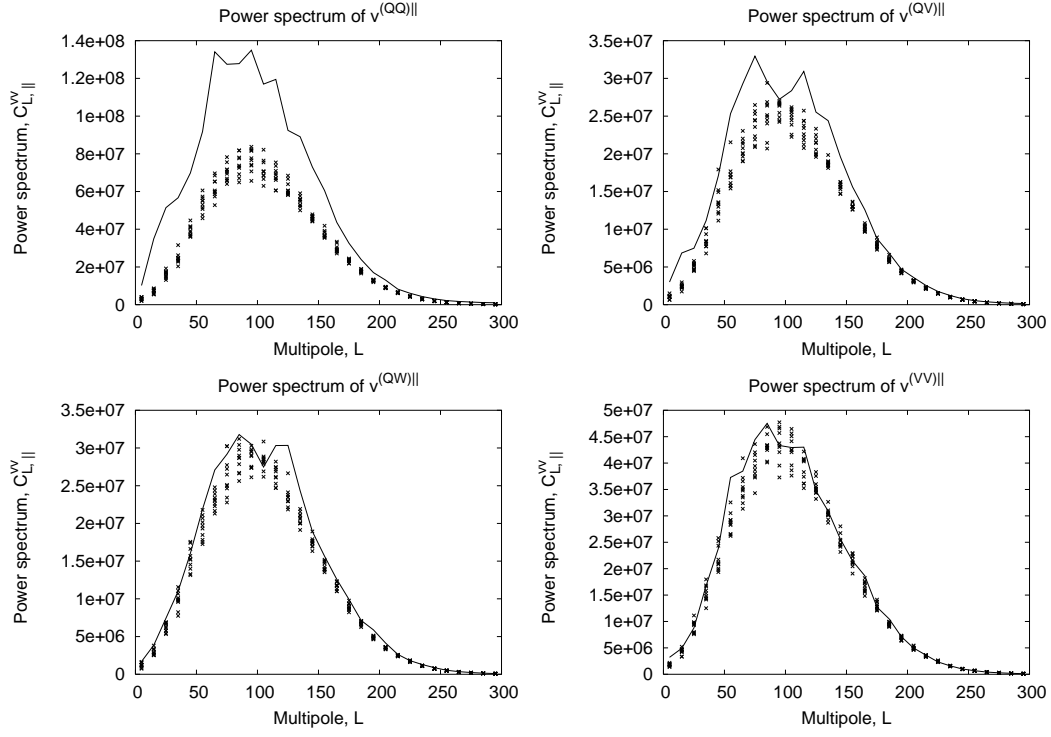 Power spectrum of v(QQ)||
Power spectrum, C^vv_L,||
1.4e+08
1.2e+08
1e+08
8e+07
6e+07
4e+07
2e+07
0
0 50 100 150 200 250 300
Multipole, L
Power spectrum of v(QV)||
Power spectrum, C^vv_L,||
3.5e+07
3e+07
2.5e+07
2e+07
1.5e+07
1e+07
5e+06
0
0 50 100 150 200 250 300
Multipole, L
Power spectrum of v(QW)||
Power spectrum, C^vv_L,||
3.5e+07
3e+07
2.5e+07
2e+07
1.5e+07
1e+07
5e+06
0
0 50 100 150 200 250 300
Multipole, L
Power spectrum of v(VV)||
Power spectrum, C^vv_L,||
5e+07
4.5e+07
4e+07
3.5e+07
3e+07
2.5e+07
2e+07
1.5e+07
1e+07
5e+06
0
0 50 100 150 200 250 300
Multipole, L